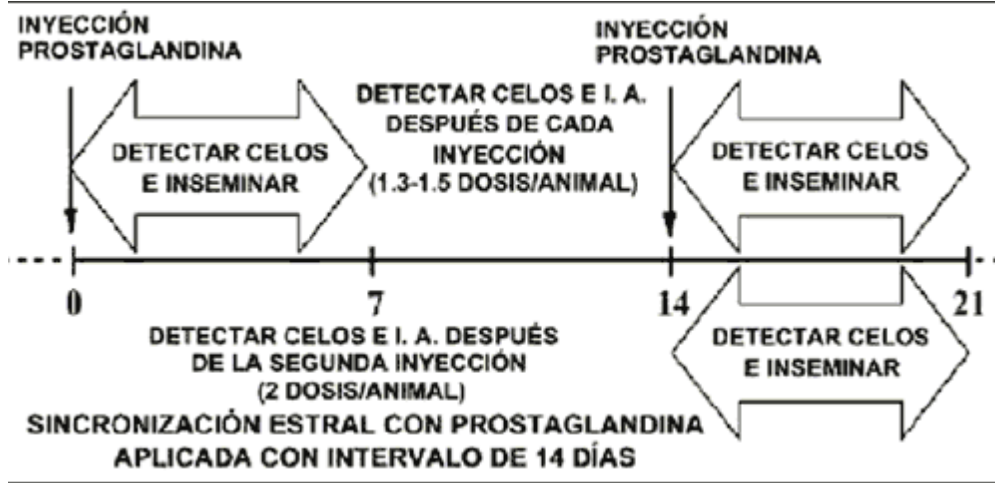 INYECCIÓN
PROSTAGLANDINA
INYECCIÓN
PROSTAGLANDINA
DETECTAR CELOS
E INSEMINAR
DETECTAR CELOS E I. A.
DESPUÉS DE CADA
INYECCIÓN
(1.3-1.5 DOSIS/ANIMAL)
DETECTAR CELOS
E INSEMINAR
0
7
14
21
DETECTAR CELOS E I. A. DESPUÉS
DE LA SEGUNDA INYECCIÓN
(2 DOSIS/ANIMAL)
DETECTAR CELOS
E INSEMINAR
SINCRONIZACIÓN ESTRAL CON PROSTAGLANDINA
APLICADA CON INTERVALO DE 14 DÍAS